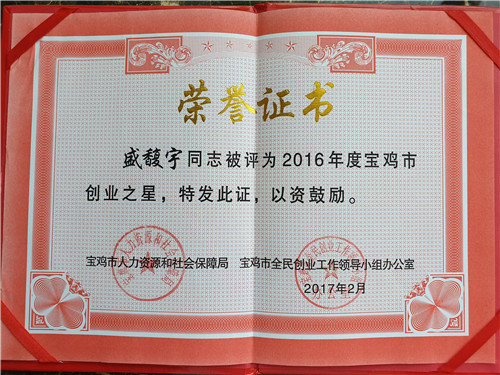 荣誉证书
盛馥宇同志被评为2016年度宝鸡市
创业之星，特发此证，以资鼓励。
宝鸡市人力资源和社会保障局 宝鸡市全民创业工作领导小组办公室
2017年2月